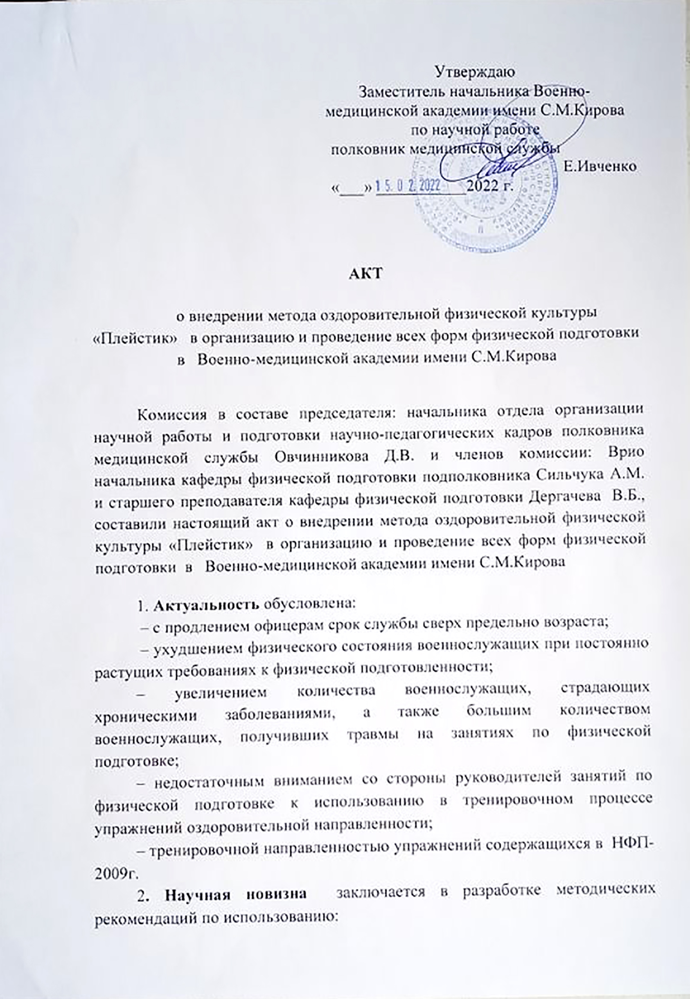 Утверждаю
Заместитель начальника Военно-
медицинской академии имени С.М.Кирова
по научной работе
полковник медицинской службы
Е.Ивченко
«___» 15.02.2022 2022 г.
АКТ
о внедрении метода оздоровительной физической культуры
«Плейстик» в организацию и проведение всех форм физической подготовки
в Военно-медицинской академии имени С.М.Кирова
Комиссия в составе председателя: начальника отдела организации
научной работы и подготовки научно-педагогических кадров полковника
медицинской службы Овчинникова Д.В. и членов комиссии: Врио
начальника кафедры физической подготовки подполковника Сильчука А.М.
и старшего преподавателя кафедры физической подготовки Дергачева В.Б.,
составили настоящий акт о внедрении метода оздоровительной физической
культуры «Плейстик» в организацию и проведение всех форм физической
подготовки в Военно-медицинской академии имени С.М.Кирова
1. Актуальность обусловлена:
– с продлением офицерам срок службы сверх предельно возраста;
– ухудшением физического состояния военнослужащих при постоянно
растущих требованиях к физической подготовленности;
– увеличением количества военнослужащих, страдающих
хроническими заболеваниями, а также большим количеством
военнослужащих, получивших травмы на занятиях по физической
подготовке;
– недостаточным вниманием со стороны руководителей занятий по
физической подготовке к использованию в тренировочном процессе
упражнений оздоровительной направленности;
– тренировочной направленностью упражнений содержащихся в НФП-
2009г.
2. Научная новизна заключается в разработке методических
рекомендаций по использованию: